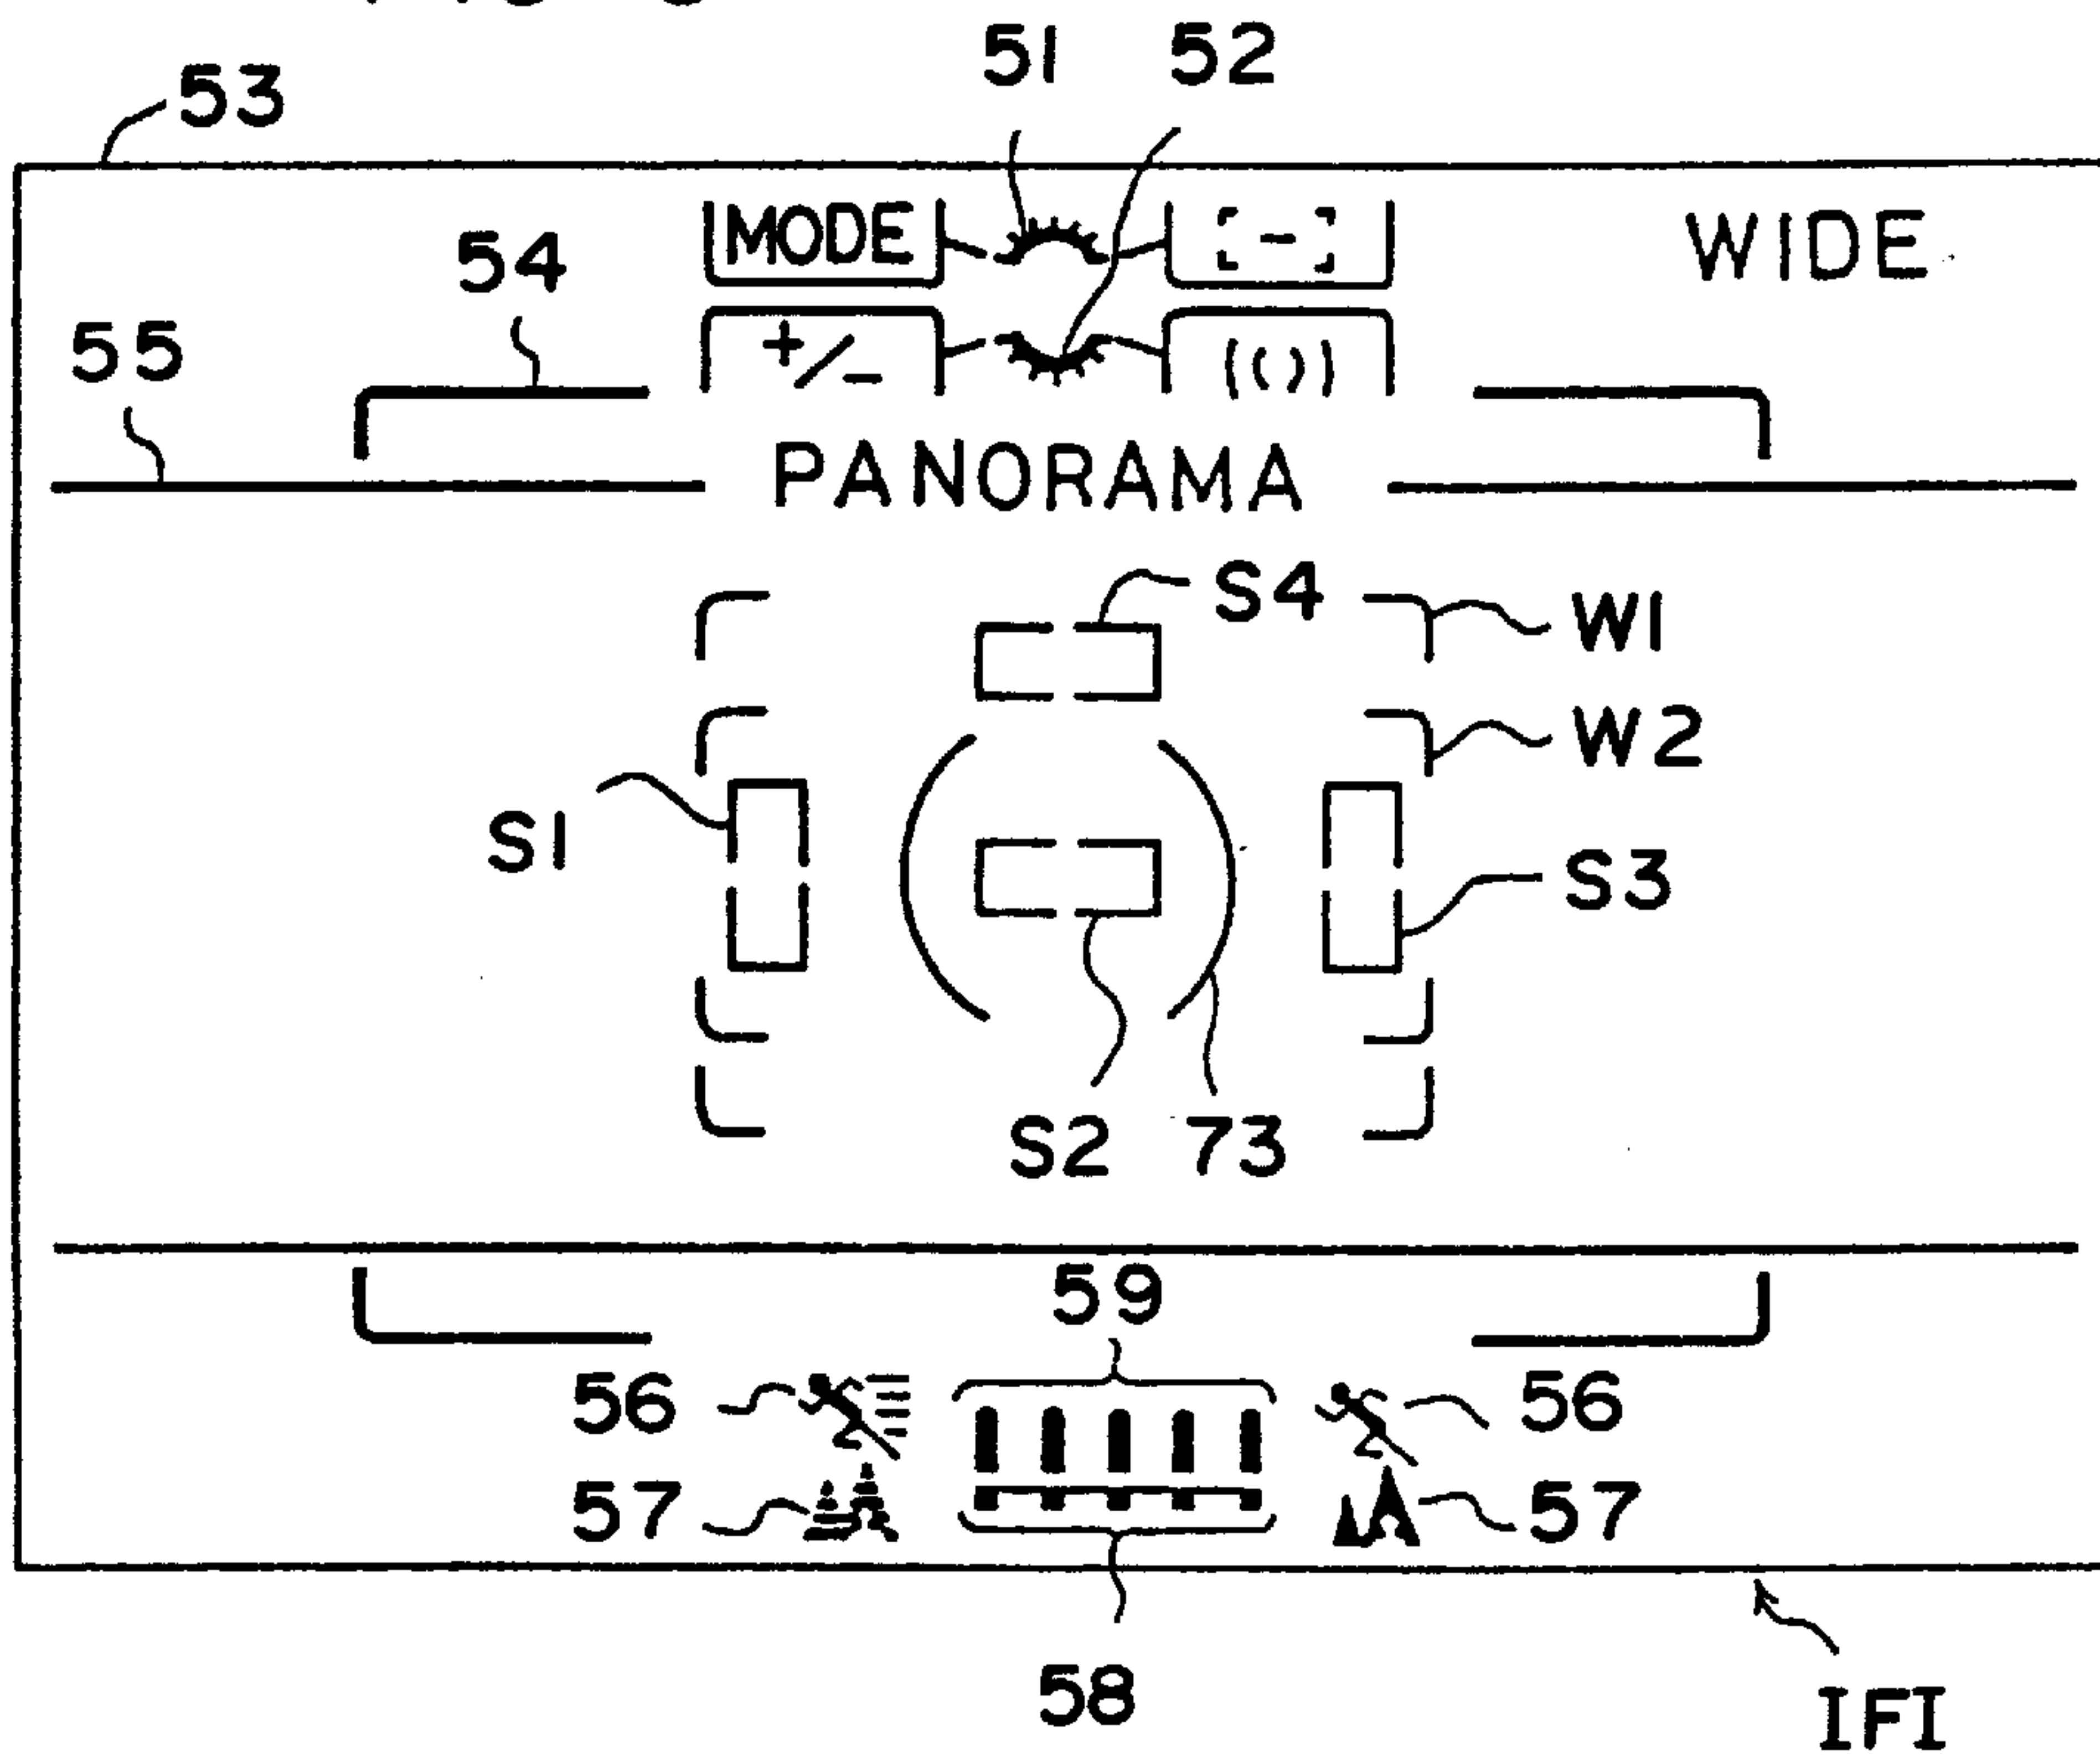 51 52
53
MODE [-] WIDE
54
+/- (())
55
PANORAMA
S4 W1
W2
S1
S3
S2 73
59
56 56
57 57
58
IFI